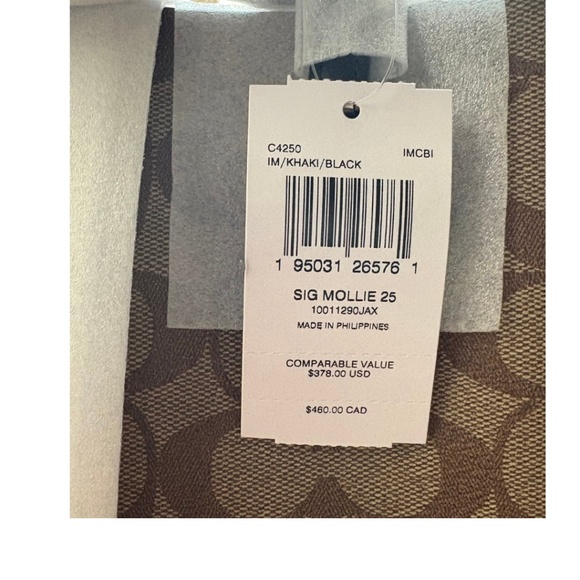 C4250 IMCBI
IM/KHAKI/BLACK
1 95031 26576 1
SIG MOLLIE 25
10011290JAX
MADE IN PHILIPPINES
COMPARABLE VALUE
$378.00 USD
$460.00 CAD